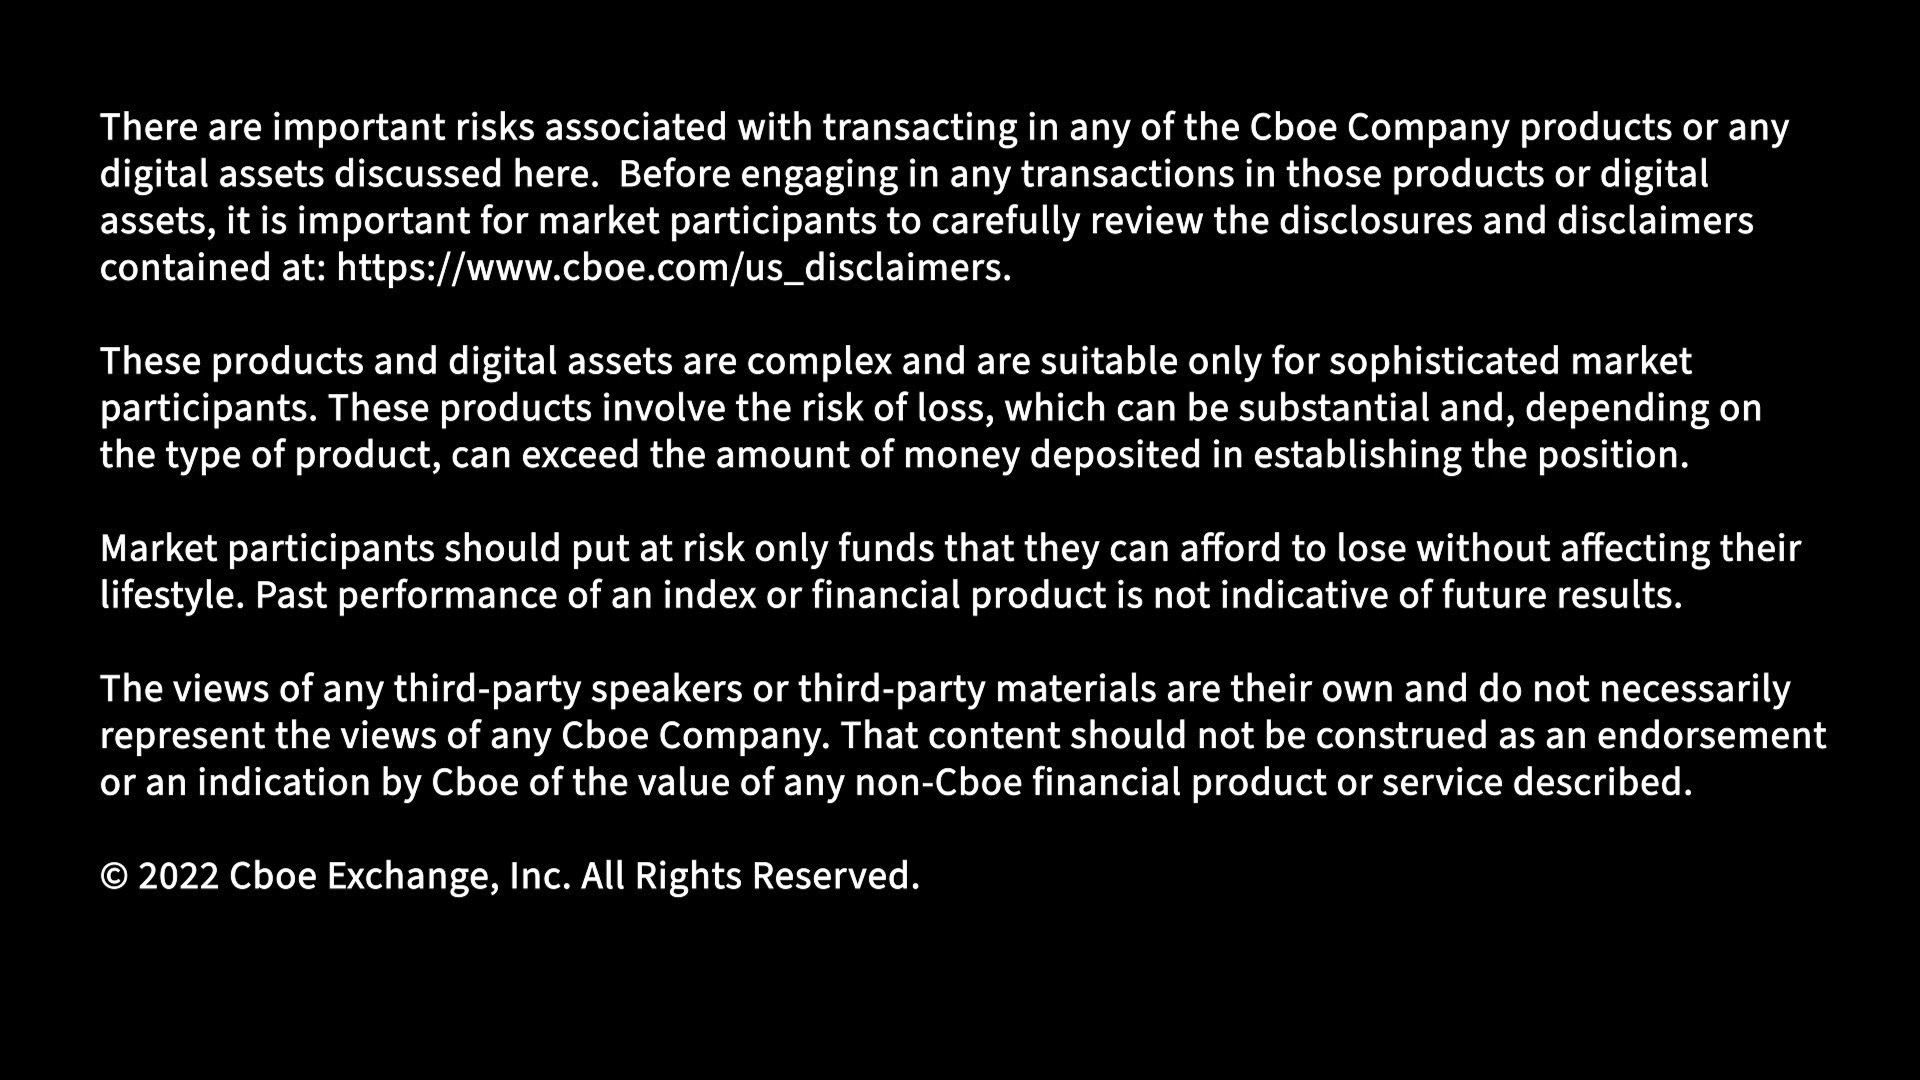 There are important risks associated with transacting in any of the Cboe Company products or any
digital assets discussed here.  Before engaging in any transactions in those products or digital
assets, it is important for market participants to carefully review the disclosures and disclaimers
contained at: https://www.cboe.com/us_disclaimers.
These products and digital assets are complex and are suitable only for sophisticated market
participants. These products involve the risk of loss, which can be substantial and, depending on
the type of product, can exceed the amount of money deposited in establishing the position.
Market participants should put at risk only funds that they can afford to lose without affecting their
lifestyle. Past performance of an index or financial product is not indicative of future results.
The views of any third-party speakers or third-party materials are their own and do not necessarily
represent the views of any Cboe Company. That content should not be construed as an endorsement
or an indication by Cboe of the value of any non-Cboe financial product or service described.
© 2022 Cboe Exchange, Inc. All Rights Reserved.